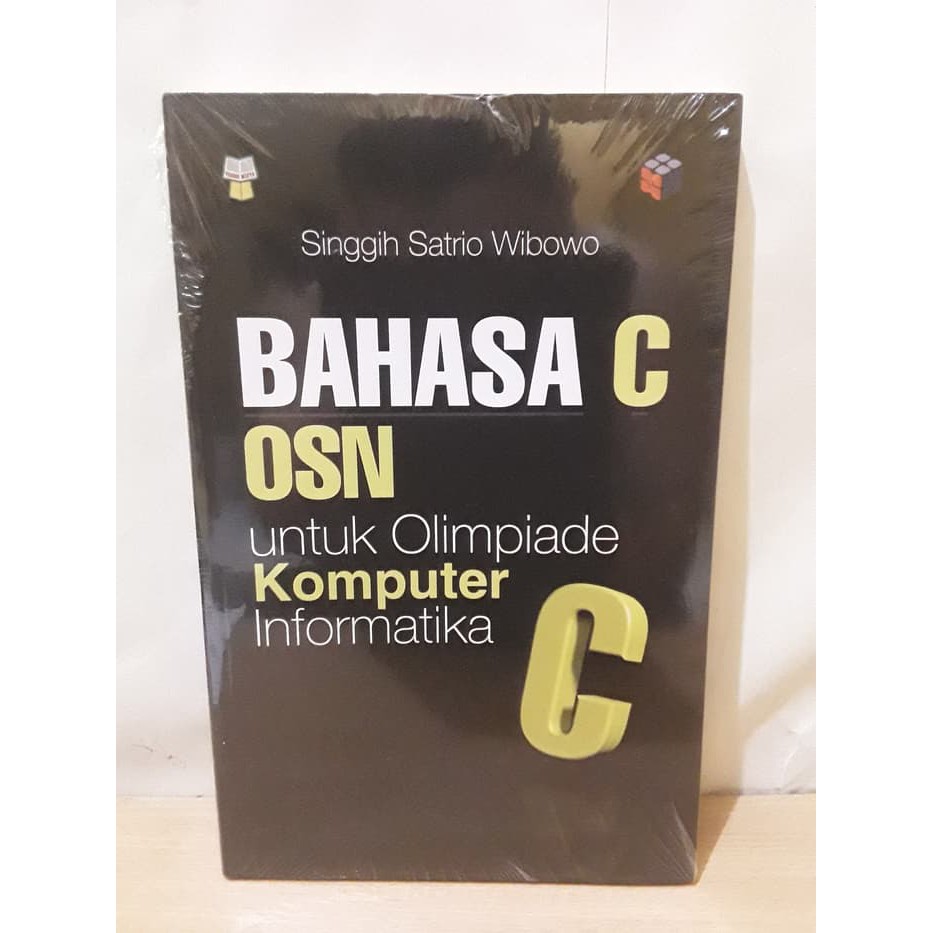 Singgih Satrio Wibowo
BAHASA C
OSN
untuk Olimpiade
Komputer
Informatika
C